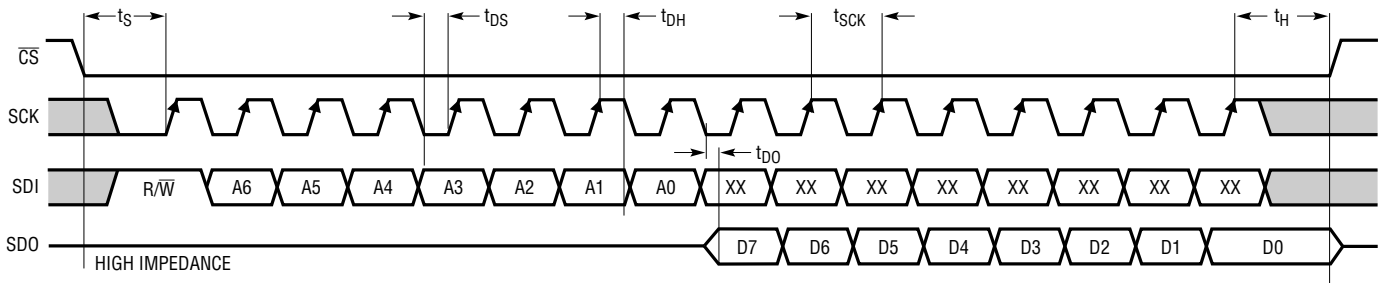 tS tDS tDH tSCK tH
CS
SCK
tDO
SDI R/W A6 A5 A4 A3 A2 A1 A0 XX XX XX XX XX XX XX XX
SDO D7 D6 D5 D4 D3 D2 D1 D0
HIGH IMPEDANCE